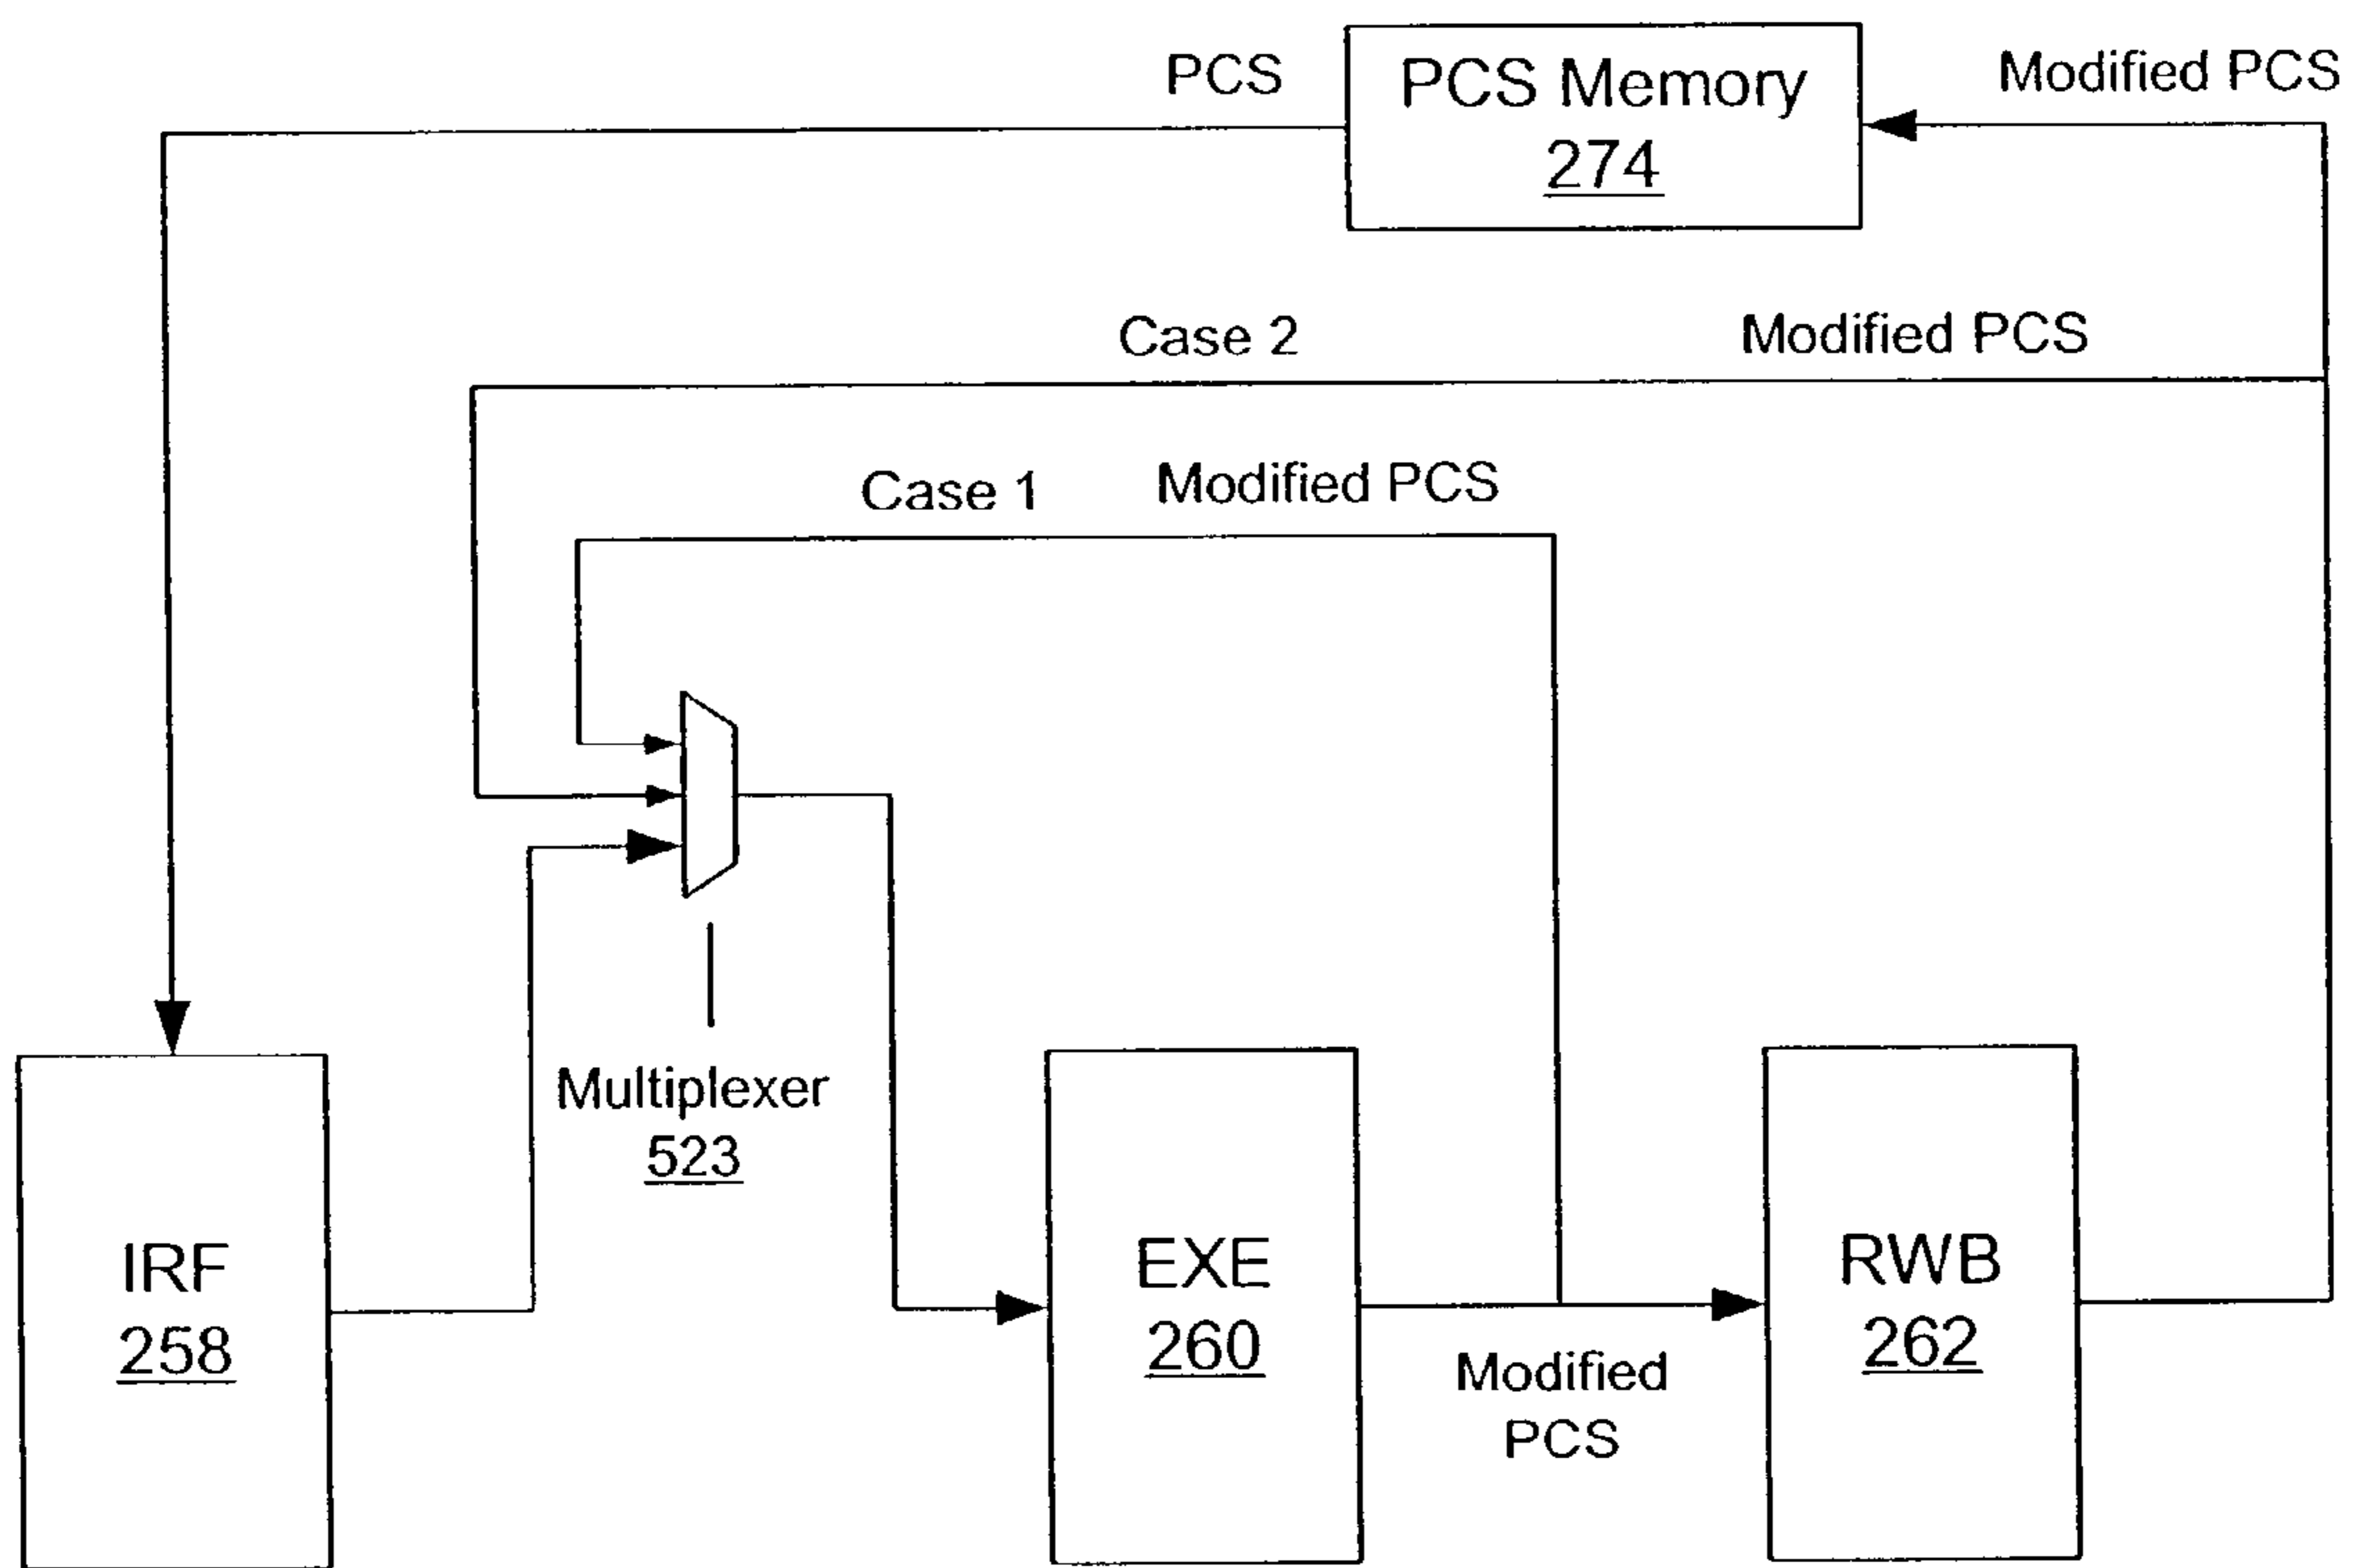 PCS
PCS Memory
274
Modified PCS
Case 2
Modified PCS
Case 1
Modified PCS
Multiplexer
523
IRF
258
EXE
260
Modified
PCS
RWB
262